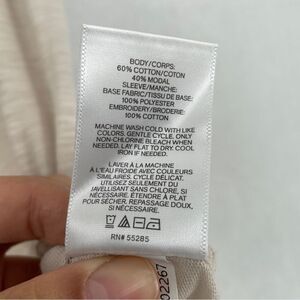 BODY/CORPS:
60% COTTON/COTON
40% MODAL
SLEEVE/MANCHE:
BASE FABRIC/TISSU DE BASE:
100% POLYESTER
EMBROIDERY/BRODERIE:
100% COTTON
MACHINE WASH COLD WITH LIKE
COLORS. GENTLE CYCLE. ONLY
NON-CHLORINE BLEACH WHEN
NEEDED. LAY FLAT TO DRY. COOL
IRON IF NEEDED.
LAVER À LA MACHINE
À L'EAU FROIDE AVEC COULEURS
SIMILAIRES. CYCLE DÉLICAT.
UTILISEZ SEULEMENT DU
JAVELLISANT SANS CHLORE, SI
NÉCESSAIRE. ÉTENDRE À PLAT
POUR SÉCHER. REPASSAGE DOUX,
SI NÉCESSAIRE.
RN# 55285
02267